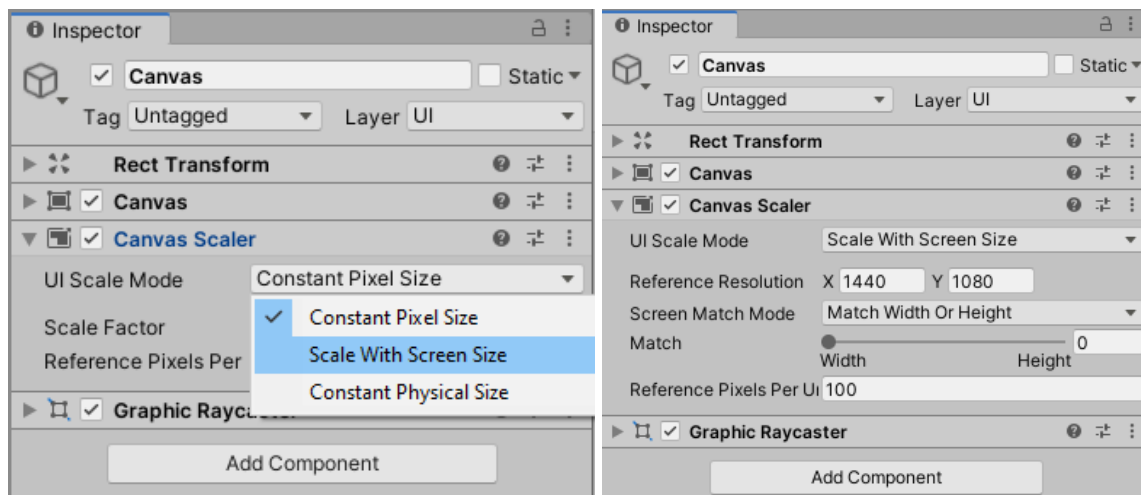 Inspector
Canvas
Static
Tag Untagged Layer UI
Rect Transform
Canvas
Canvas Scaler
UI Scale Mode Constant Pixel Size
Constant Pixel Size
Scale Factor
Scale With Screen Size
Reference Pixels Per
Constant Physical Size
Graphic Rayca
Add Component
Inspector
Canvas
Static
Tag Untagged Layer UI
Rect Transform
Canvas
Canvas Scaler
UI Scale Mode Scale With Screen Size
Reference Resolution X 1440 Y 1080
Screen Match Mode Match Width Or Height
Match 0
Width Height
Reference Pixels Per U 100
Graphic Raycaster
Add Component